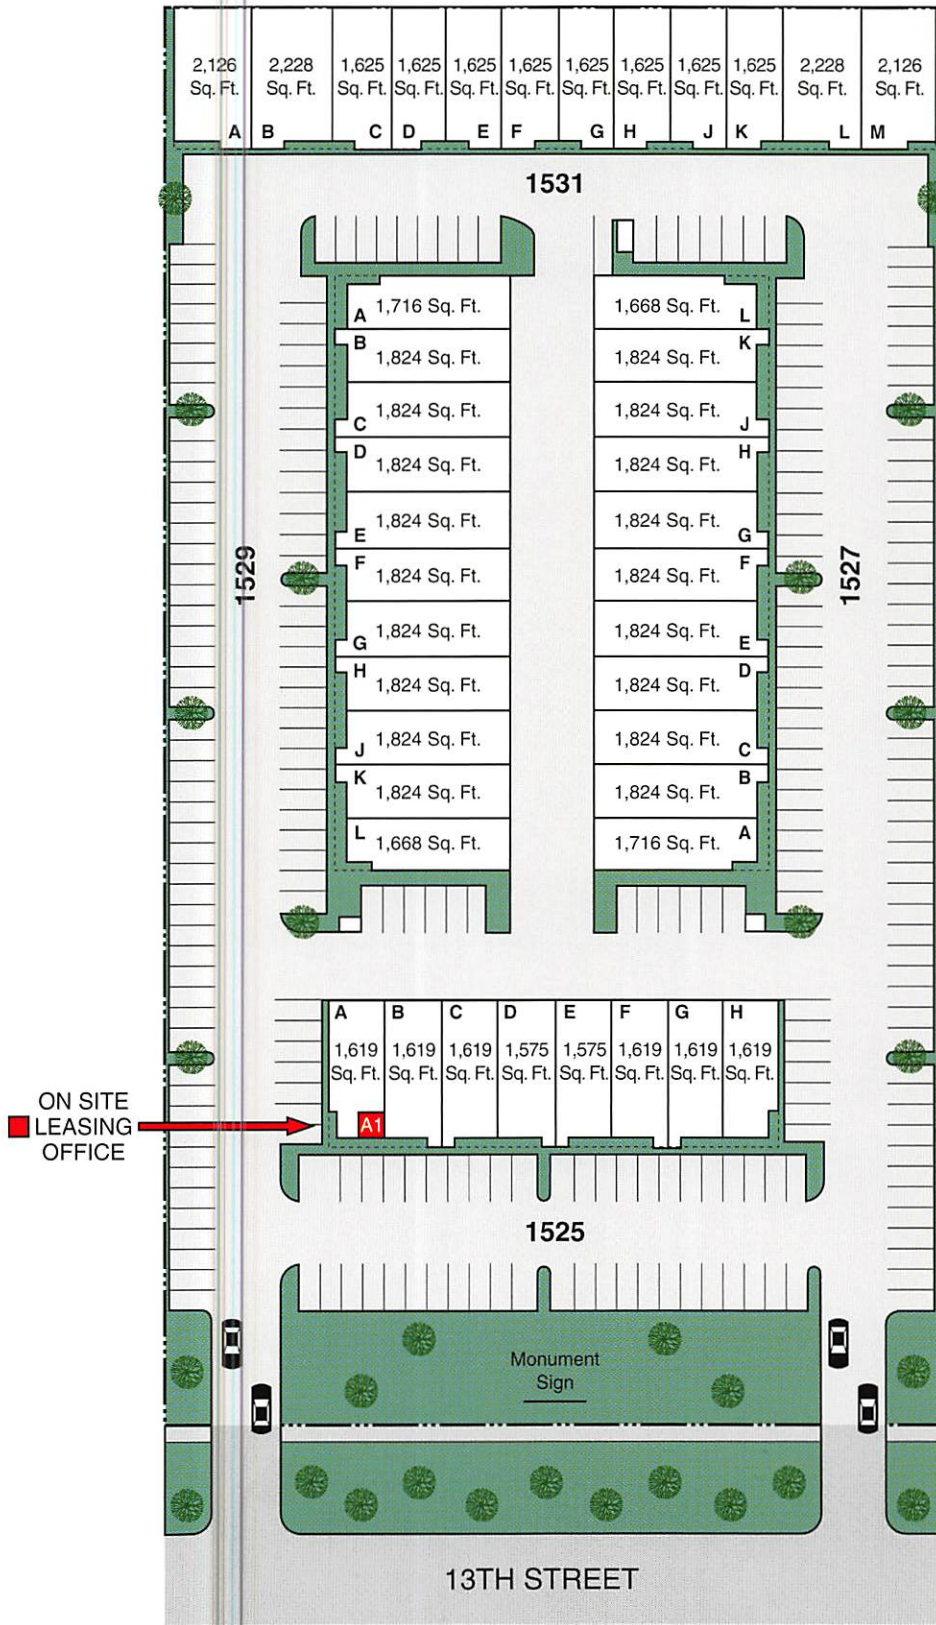 2,126 2,228 1,625 1,625 1,625 1,625 1,625 1,625 1,625 1,625 2,228 2,126
Sq. Ft. Sq. Ft. Sq. Ft. Sq. Ft. Sq. Ft. Sq. Ft. Sq. Ft. Sq. Ft. Sq. Ft. Sq. Ft. Sq. Ft. Sq. Ft.
A B C D E F G H J K L M
1531
A 1,716 Sq. Ft.
B 1,824 Sq. Ft.
C 1,824 Sq. Ft.
D 1,824 Sq. Ft.
E 1,824 Sq. Ft.
F 1,824 Sq. Ft.
G 1,824 Sq. Ft.
H 1,824 Sq. Ft.
J 1,824 Sq. Ft.
K 1,824 Sq. Ft.
L 1,668 Sq. Ft.
1529
1,668 Sq. Ft. L
1,824 Sq. Ft. K
1,824 Sq. Ft. J
1,824 Sq. Ft. H
1,824 Sq. Ft. G
1,824 Sq. Ft. F
1,824 Sq. Ft. E
1,824 Sq. Ft. D
1,824 Sq. Ft. C
1,824 Sq. Ft. B
1,716 Sq. Ft. A
1527
A B C D E F G H
1,619 1,619 1,619 1,575 1,575 1,619 1,619 1,619
Sq. Ft. Sq. Ft. Sq. Ft. Sq. Ft. Sq. Ft. Sq. Ft. Sq. Ft. Sq. Ft.
A1
ON SITE
LEASING
OFFICE
1525
Monument
Sign
13TH STREET